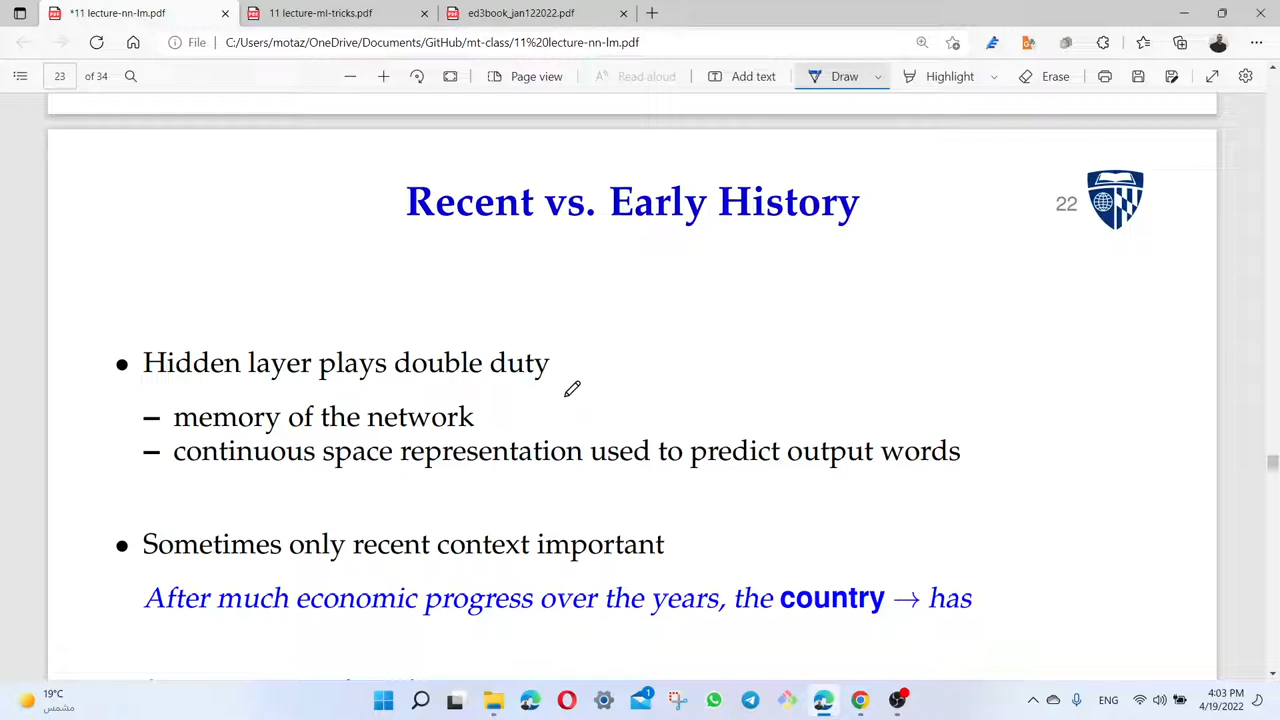 *11 lecture-nn-lm.pdf
11 lecture-ml-tricks.pdf
ed3book_jan122022.pdf
File
C:/Users/motaz/OneDrive/Documents/GitHub/mt-class/11%20lecture-nn-lm.pdf
23 of 34
Page view
Read aloud
Add text
Draw
Highlight
Erase
Recent vs. Early History
22
• Hidden layer plays double duty
– memory of the network
– continuous space representation used to predict output words
• Sometimes only recent context important
After much economic progress over the years, the country → has
19°C
مشمس
1
ENG
4:03 PM
4/19/2022